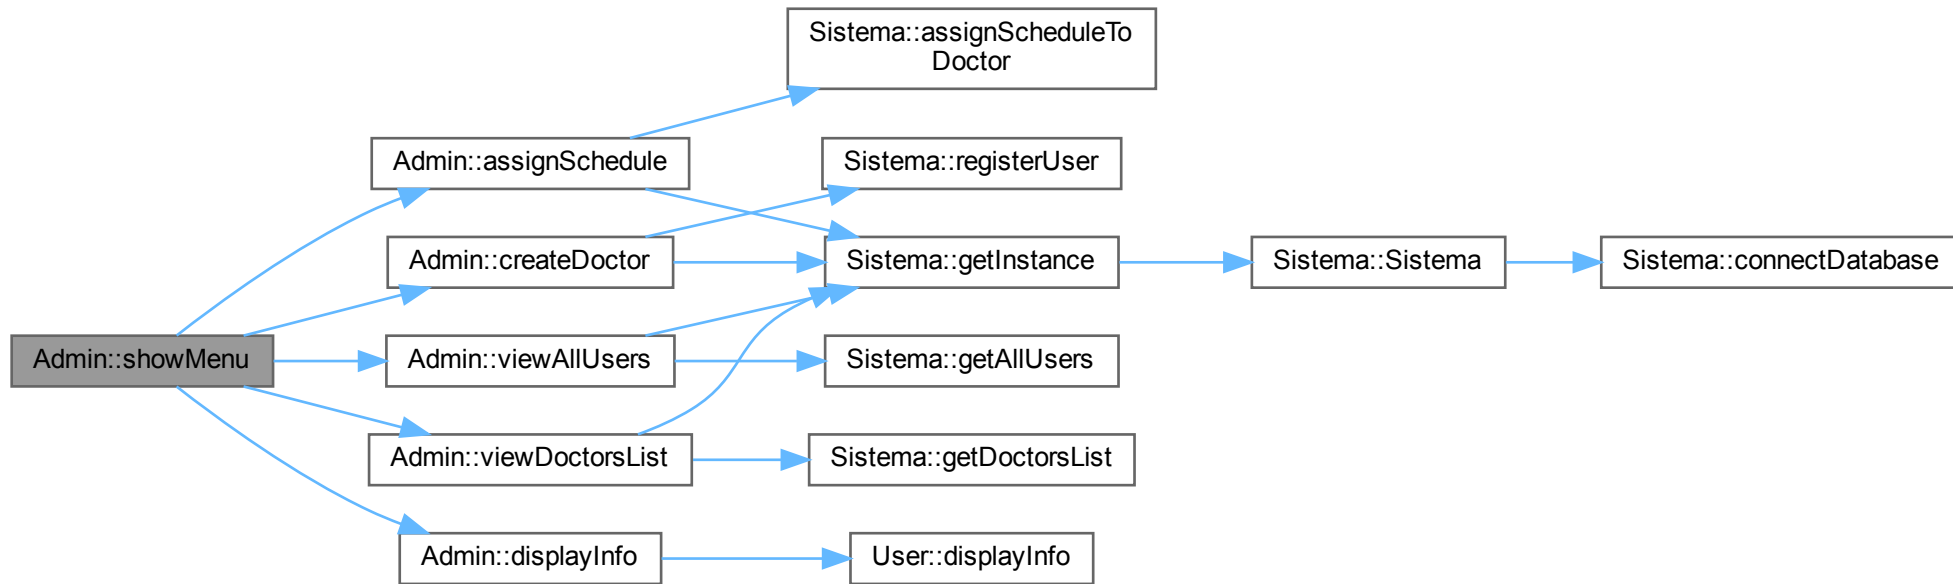 Sistema::assignScheduleTo
Doctor
Admin::assignSchedule
Sistema::registerUser
Admin::createDoctor
Sistema::getInstance
Sistema::Sistema
Sistema::connectDatabase
Admin::showMenu
Admin::viewAllUsers
Sistema::getAllUsers
Admin::viewDoctorsList
Sistema::getDoctorsList
Admin::displayInfo
User::displayInfo